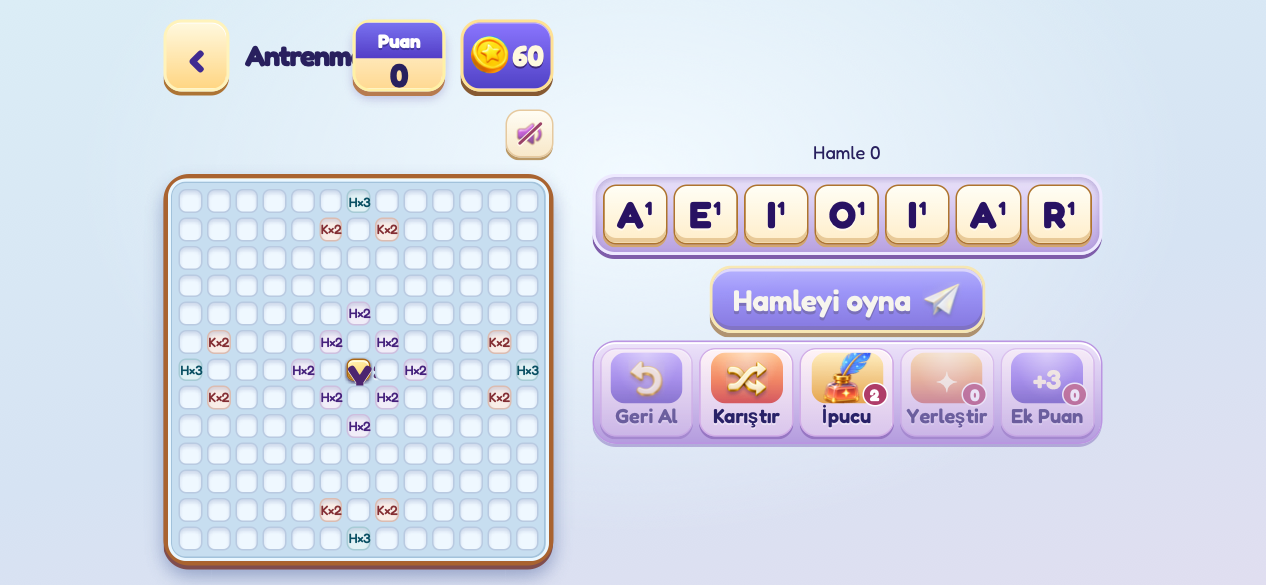 Puan
0
60
Hamle 0
A1 E1 I1 O1 I1 A1 R1
Hamleyi oyna
Geri Al
Karıştır
2
İpucu
0
Yerleştir
+3
0
Ek Puan
H×3
K×2 K×2
H×2
K×2 H×2 H×2 K×2
H×3 H×2 V H×2 H×3
K×2 H×2 H×2 K×2
H×2
K×2 K×2
H×3